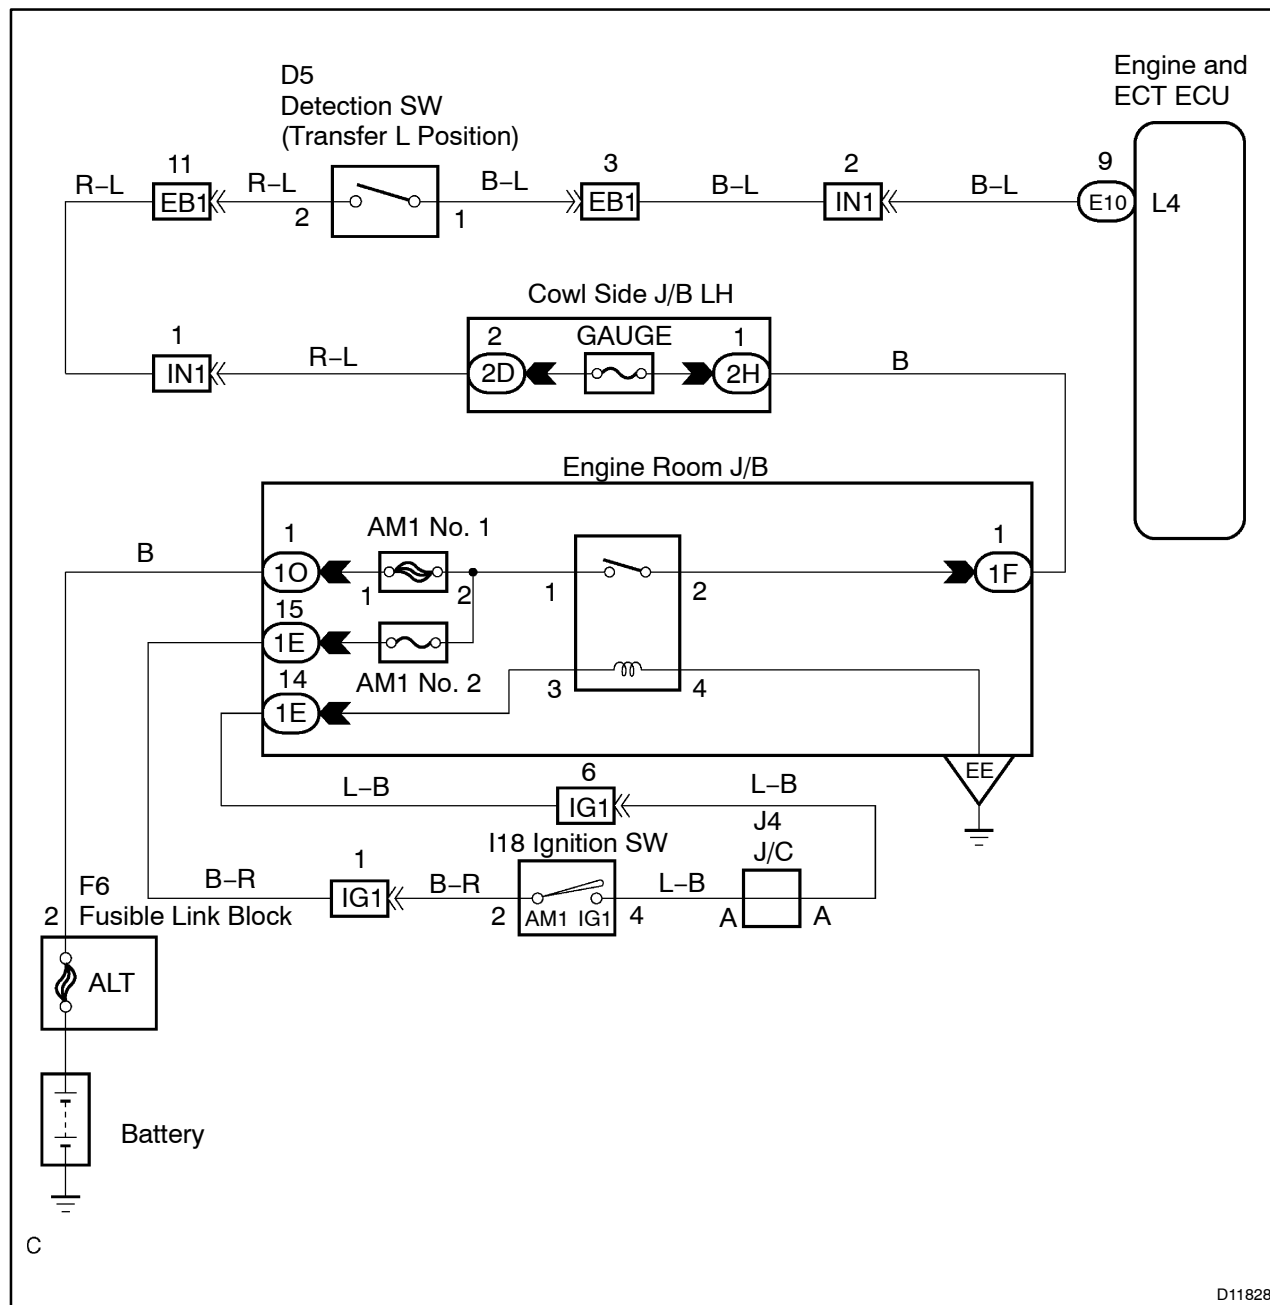 D5
Detection SW
(Transfer L Position)
Engine and
ECT ECU
11
3
2
9
R–L
EB1
R–L
2
1
B–L
EB1
B–L
IN1
B–L
E10
L4
Cowl Side J/B LH
1
IN1
R–L
2
2D
GAUGE
1
2H
B
Engine Room J/B
B
1
1O
AM1 No. 1
1
2
1
2
1
1F
15
1E
AM1 No. 2
14
1E
3
4
EE
L–B
6
IG1
L–B
J4
J/C
I18 Ignition SW
B–R
1
IG1
B–R
2
AM1 IG1
4
L–B
A
A
F6
2 Fusible Link Block
ALT
Battery
C
D11828